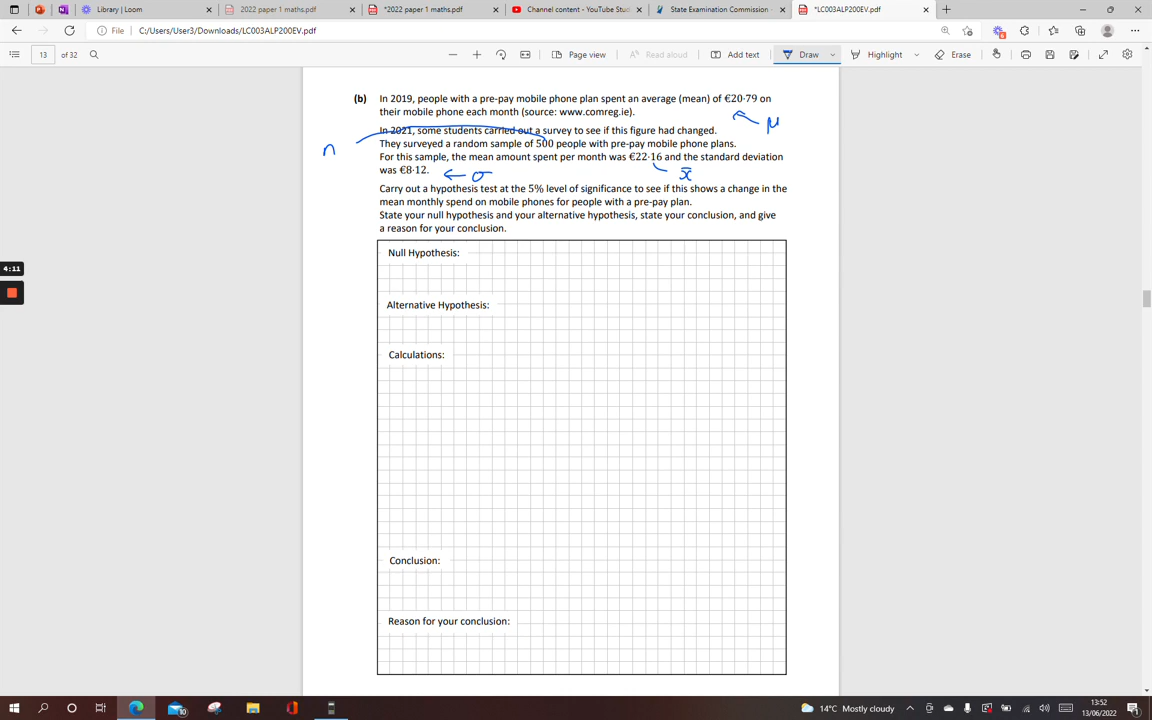 Library | Loom
2022 paper 1 maths.pdf
*2022 paper 1 maths.pdf
Channel content - YouTube Stu
State Examination Commission -
*LC003ALP200EV.pdf
File
C:/Users/User3/Downloads/LC003ALP200EV.pdf
13
of 32
Page view
Read aloud
Add text
Draw
Highlight
Erase
(b) In 2019, people with a pre-pay mobile phone plan spent an average (mean) of €20·79 on
their mobile phone each month (source: www.comreg.ie).
μ
In 2021, some students carried out a survey to see if this figure had changed.
They surveyed a random sample of 500 people with pre-pay mobile phone plans.
n
For this sample, the mean amount spent per month was €22·16 and the standard deviation
was €8·12.
← σ
x̄
Carry out a hypothesis test at the 5% level of significance to see if this shows a change in the
mean monthly spend on mobile phones for people with a pre-pay plan.
State your null hypothesis and your alternative hypothesis, state your conclusion, and give
a reason for your conclusion.
Null Hypothesis:
4:11
Alternative Hypothesis:
Calculations:
Conclusion:
Reason for your conclusion:
14°C Mostly cloudy
13:52
13/06/2022